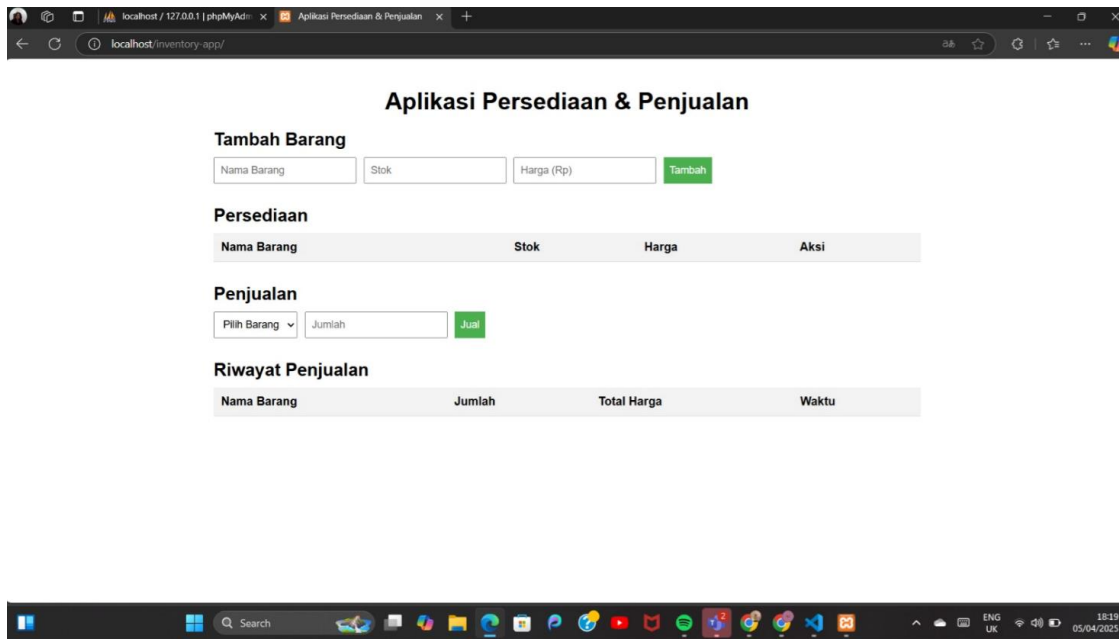 localhost / 127.0.0.1 | phpMyAdm
Aplikasi Persediaan & Penjualan
localhost/inventory-app/
Aplikasi Persediaan & Penjualan
Tambah Barang
Nama Barang Stok Harga (Rp) Tambah
Persediaan
Nama Barang Stok Harga Aksi
Penjualan
Pilih Barang Jumlah Jual
Riwayat Penjualan
Nama Barang Jumlah Total Harga Waktu
Search
2
ENG 18:19
UK 05/04/2025